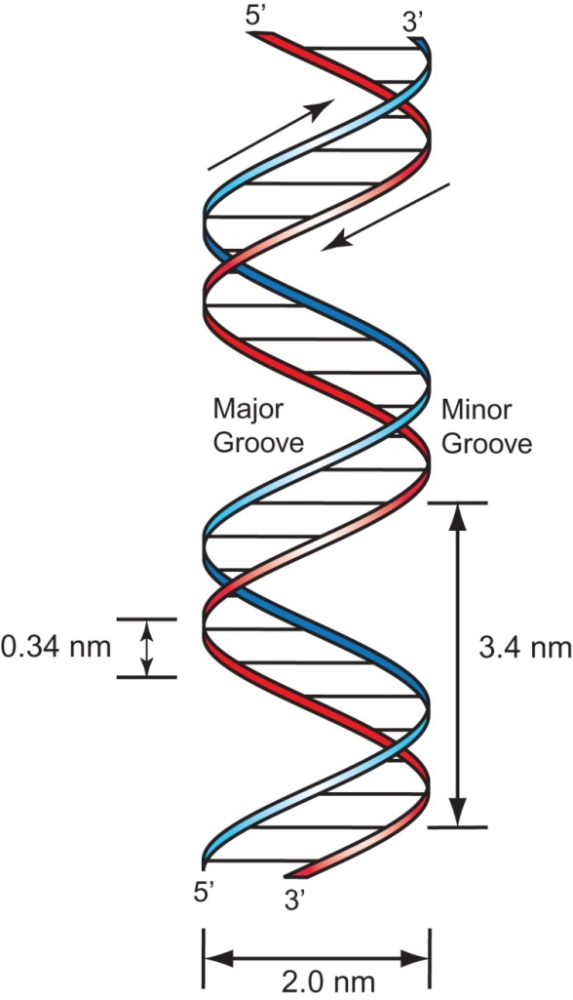 5’
3’
Major
Groove
Minor
Groove
0.34 nm
3.4 nm
5’
3’
2.0 nm